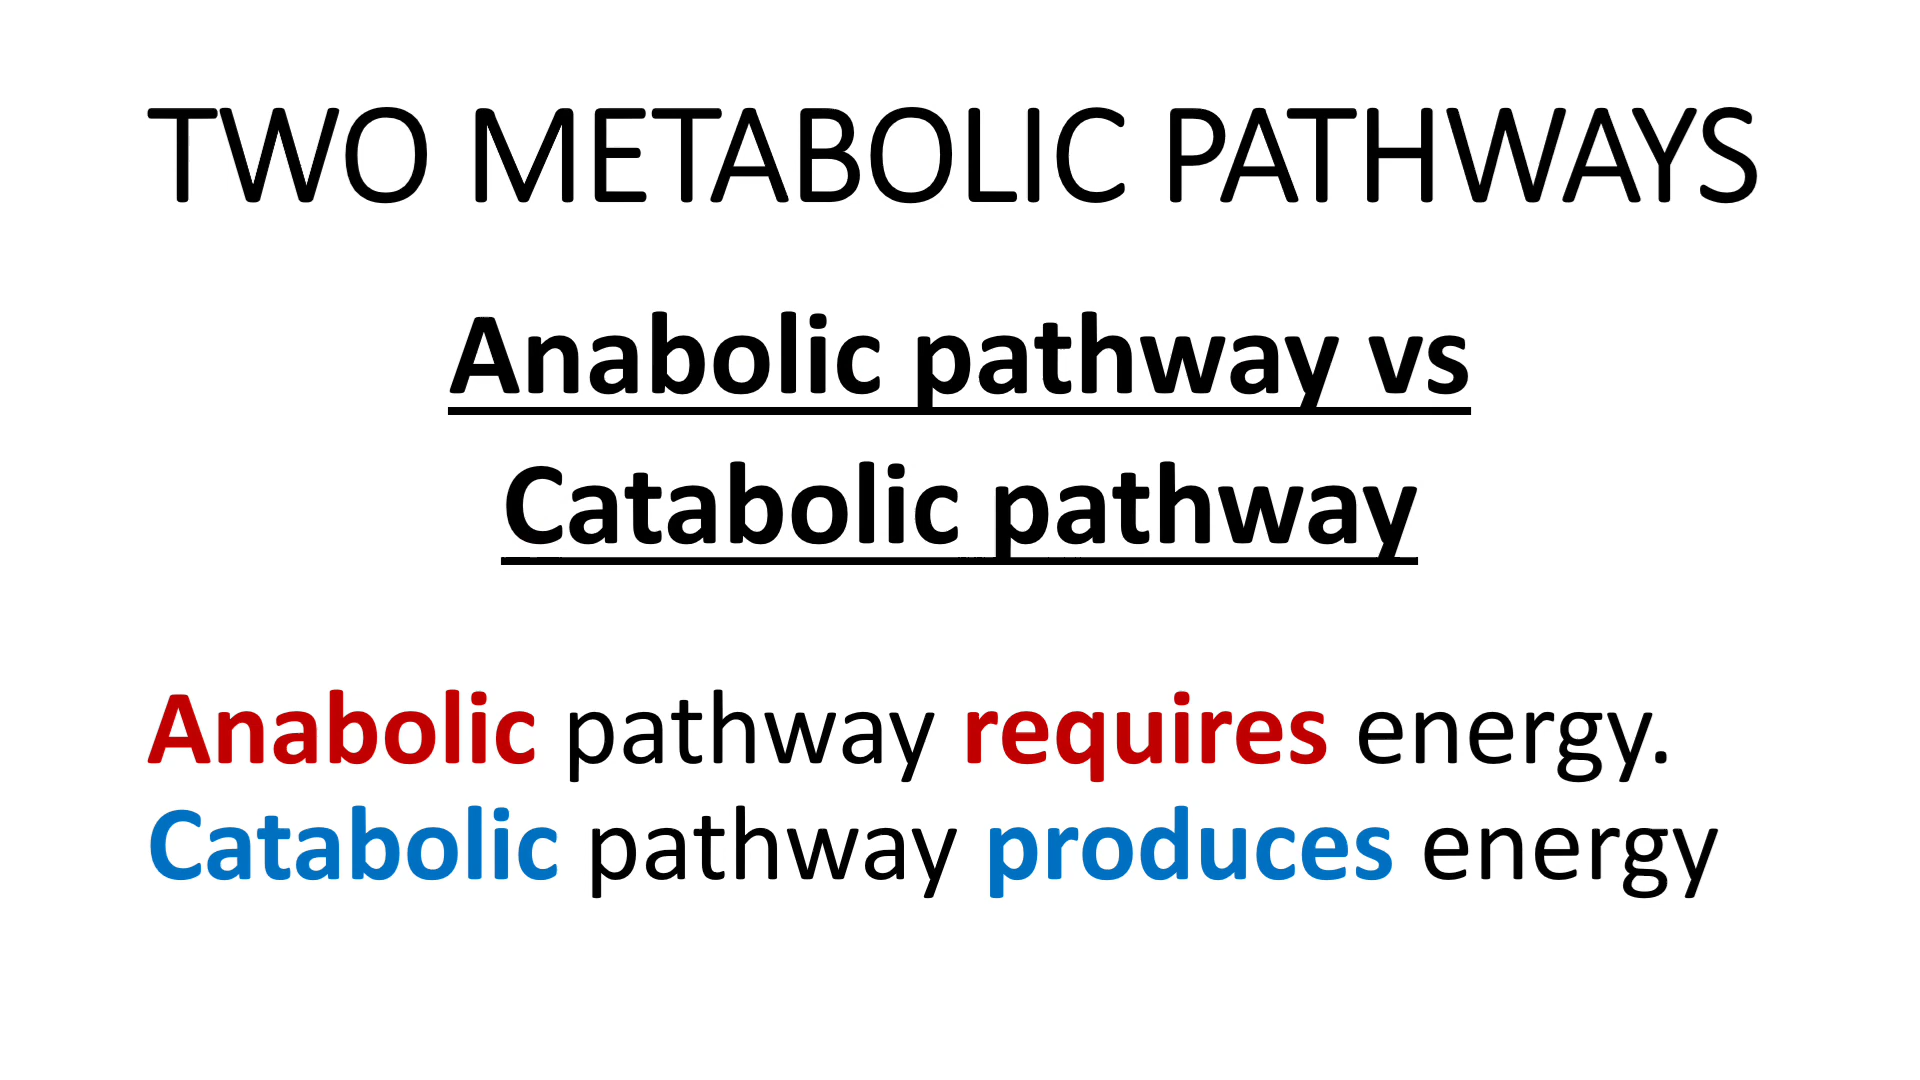 TWO METABOLIC PATHWAYS
Anabolic pathway vs
Catabolic pathway
Anabolic pathway requires energy.
Catabolic pathway produces energy